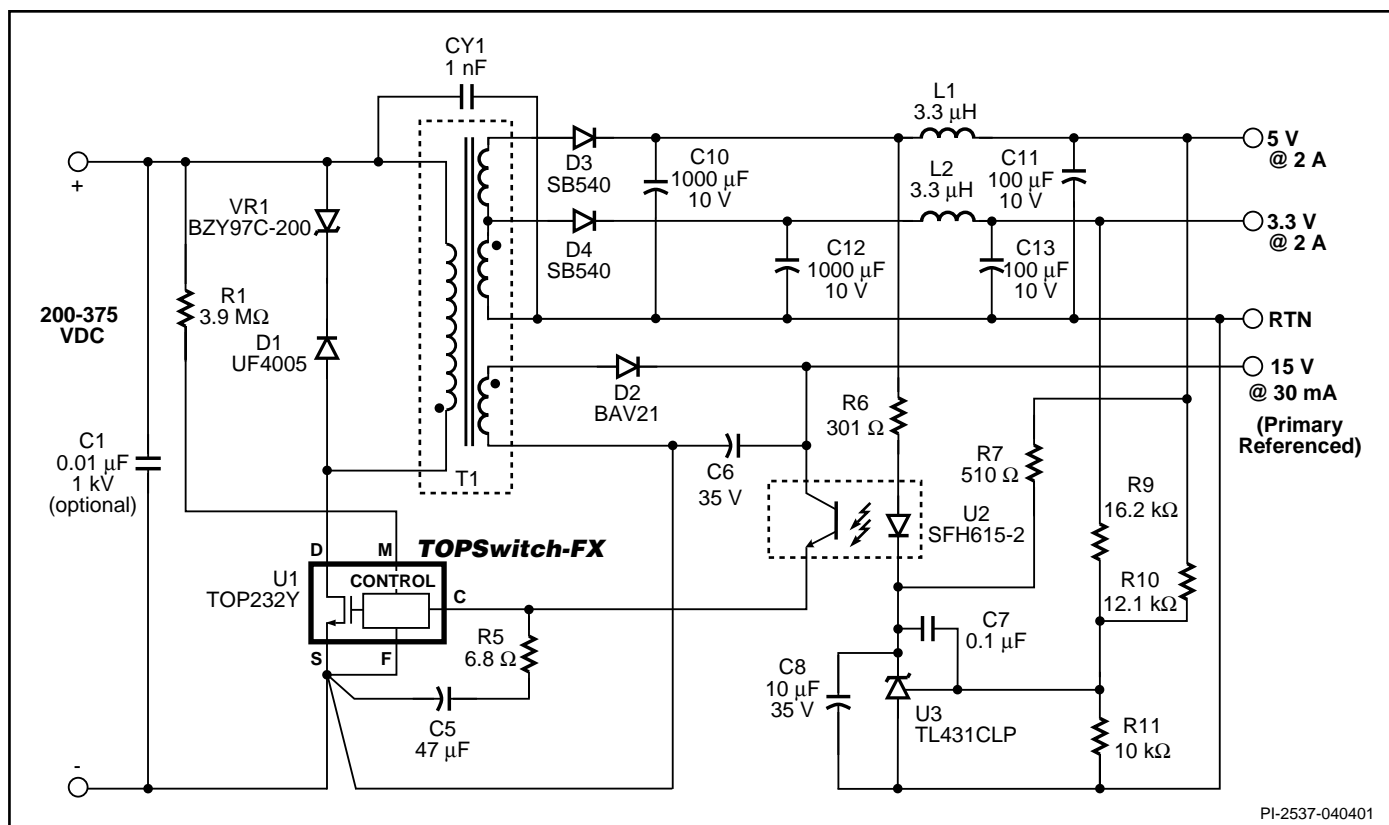 CY1
1 nF
L1
3.3 µH
5 V
@ 2 A
+
D3
SB540
C10
1000 µF
10 V
L2
3.3 µH
C11
100 µF
10 V
VR1
BZY97C-200
3.3 V
@ 2 A
D4
SB540
C12
1000 µF
10 V
C13
100 µF
10 V
200-375
VDC
R1
3.9 MΩ
D1
UF4005
RTN
15 V
@ 30 mA
(Primary
Referenced)
D2
BAV21
R6
301 Ω
C1
0.01 µF
1 kV
(optional)
T1
C6
35 V
R7
510 Ω
R9
16.2 kΩ
U2
SFH615-2
D
M
TOPSwitch-FX
U1
TOP232Y
CONTROL
C
R10
12.1 kΩ
S
F
R5
6.8 Ω
C7
0.1 µF
C8
10 µF
35 V
C5
47 µF
U3
TL431CLP
R11
10 kΩ
-
PI-2537-040401